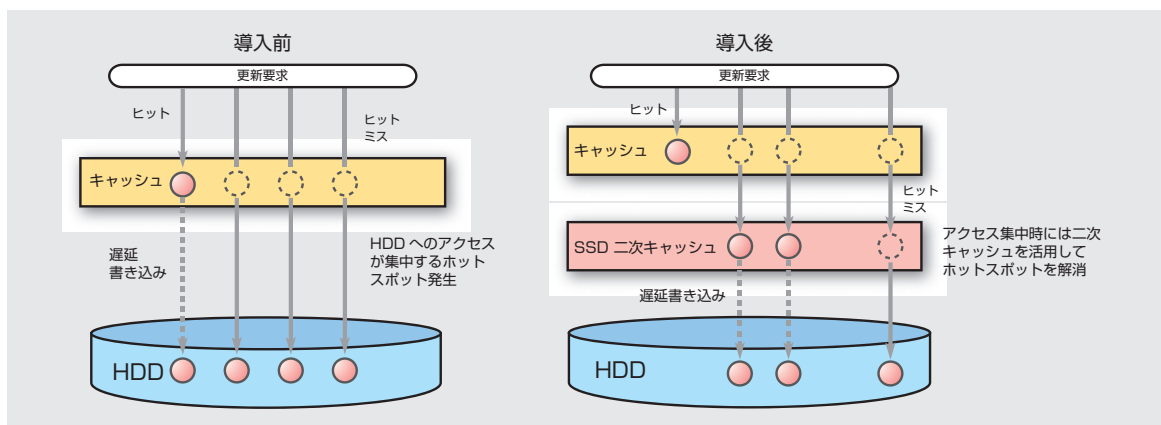 導入前
更新要求
ヒット
ヒット
ミス
キャッシュ
遅延
書き込み
HDD へのアクセス
が集中するホット
スポット発生
HDD
導入後
更新要求
ヒット
キャッシュ
ヒット
ミス
SSD 二次キャッシュ
アクセス集中時には二次
キャッシュを活用して
ホットスポットを解消
遅延書き込み
HDD